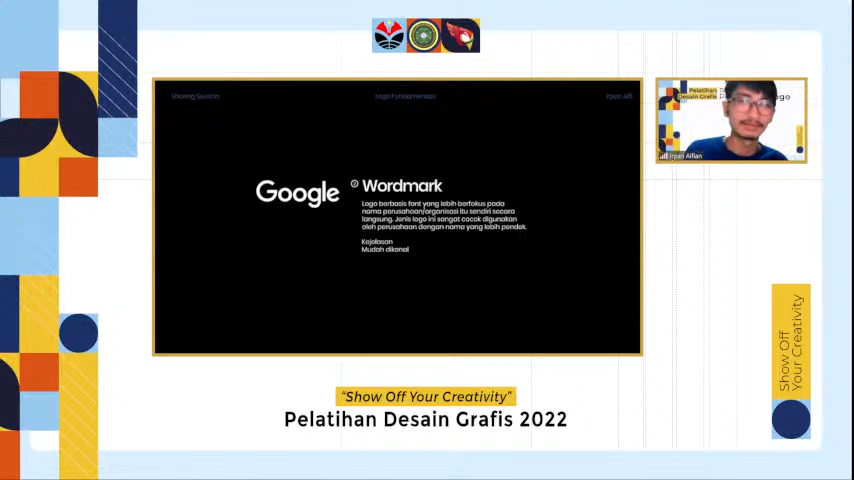 Sharing Session
Logo Fundamentals
Irpan Alfi
Pelatihan
Desain Grafis
ogo
Irpan Alfian
Google
Wordmark
Logo berbasis font yang lebih berfokus pada
nama perusahaan/organisasi itu sendiri secara
langsung. Jenis logo ini sangat cocok digunakan
oleh perusahaan dengan nama yang lebih pendek.
Kejelasan
Mudah dikenal
Show Off
Your Creativity
“Show Off Your Creativity”
Pelatihan Desain Grafis 2022